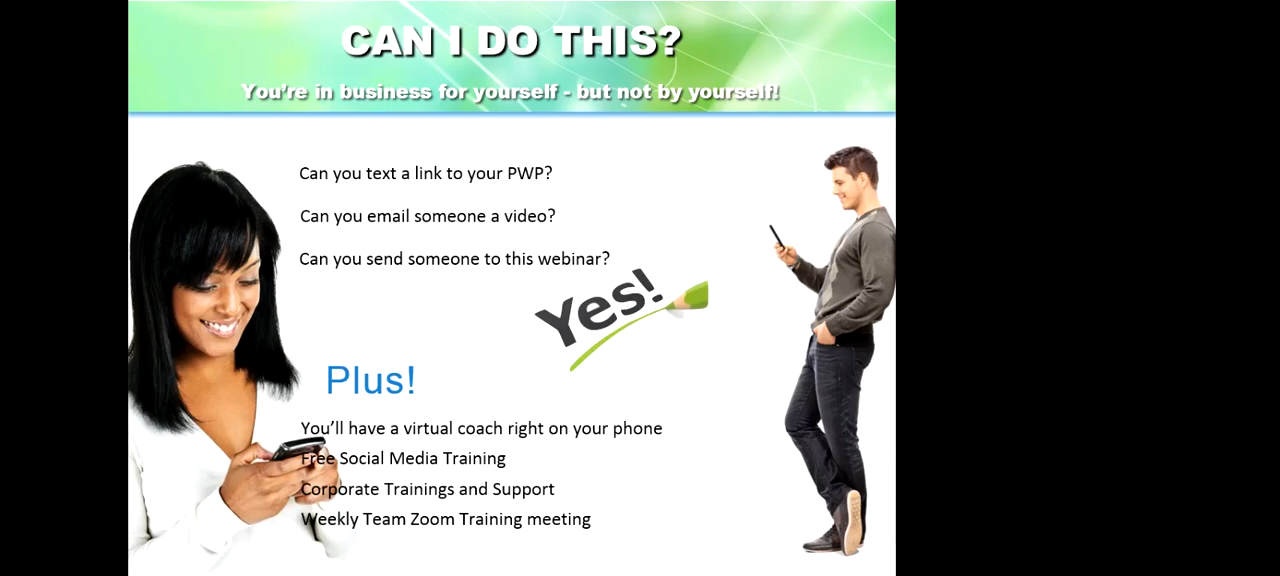 CAN I DO THIS?
You're in business for yourself - but not by yourself!
Can you text a link to your PWP?
Can you email someone a video?
Can you send someone to this webinar?
Yes!
Plus!
You'll have a virtual coach right on your phone
Free Social Media Training
Corporate Trainings and Support
Weekly Team Zoom Training meeting